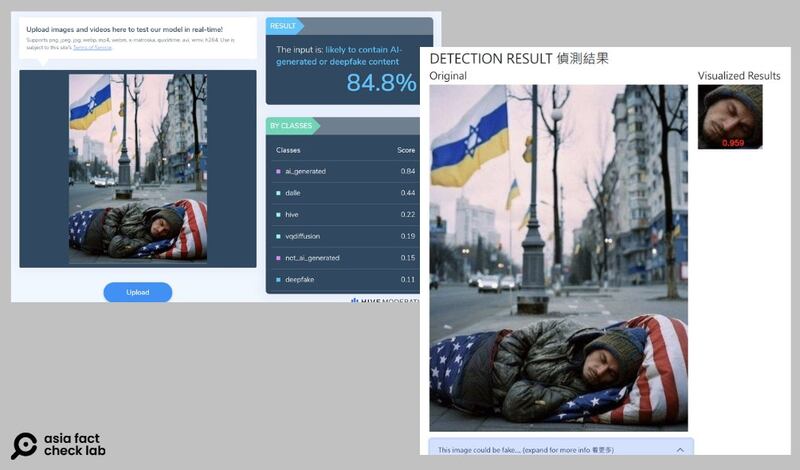 Upload images and videos here to test our model in real-time!
Supports png, jpeg, jpg, webp, mp4, webm, x-matroska, quicktime, avi, wmv, h264. Use is
subject to this site's Terms of Service.
RESULT
The input is: likely to contain AI-
generated or deepfake content
84.8%
BY CLASSES
Classes Score
ai_generated 0.84
dalle 0.44
hive 0.22
vqdiffusion 0.19
not_ai_generated 0.15
deepfake 0.11
Upload
DETECTION RESULT 偵測結果
Original
Visualized Results
0.959
This image could be fake..., (expand for more info 看更多)
asia fact
check lab